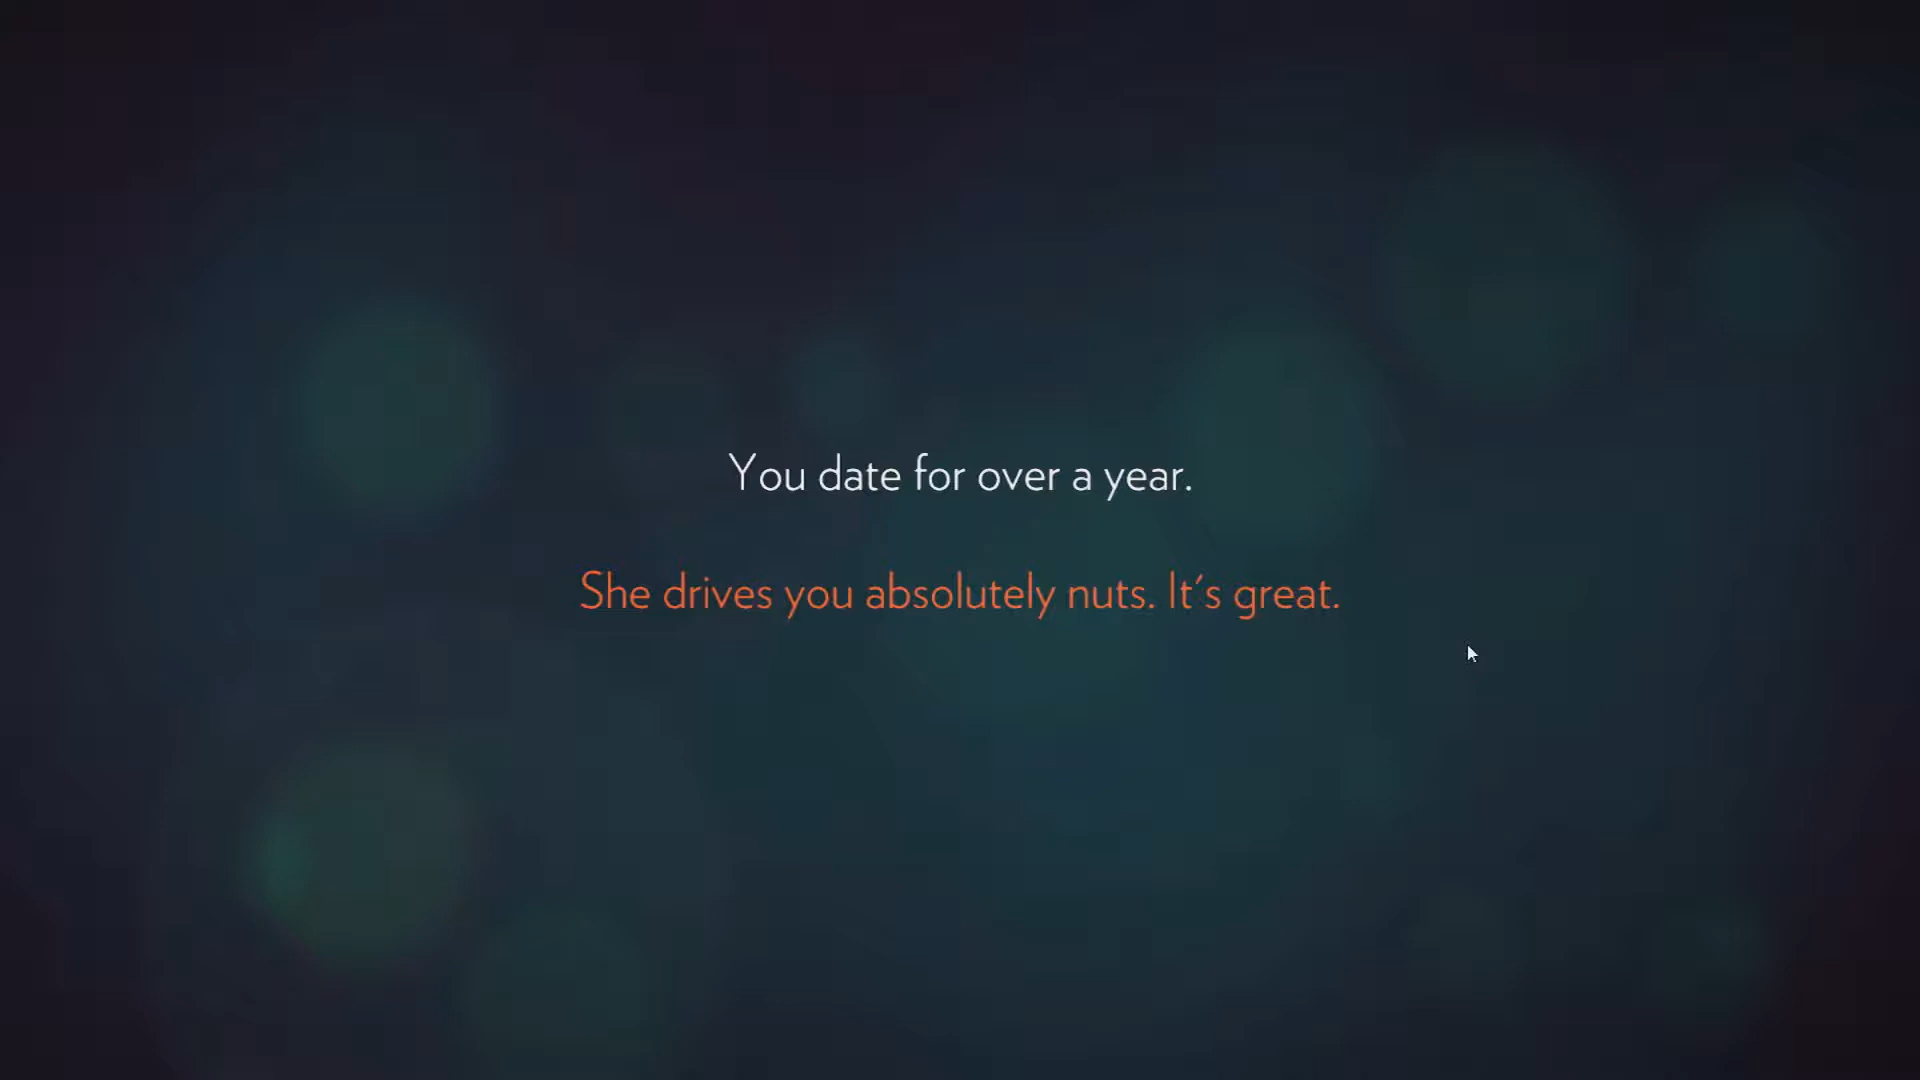 You date for over a year.
She drives you absolutely nuts. It's great.